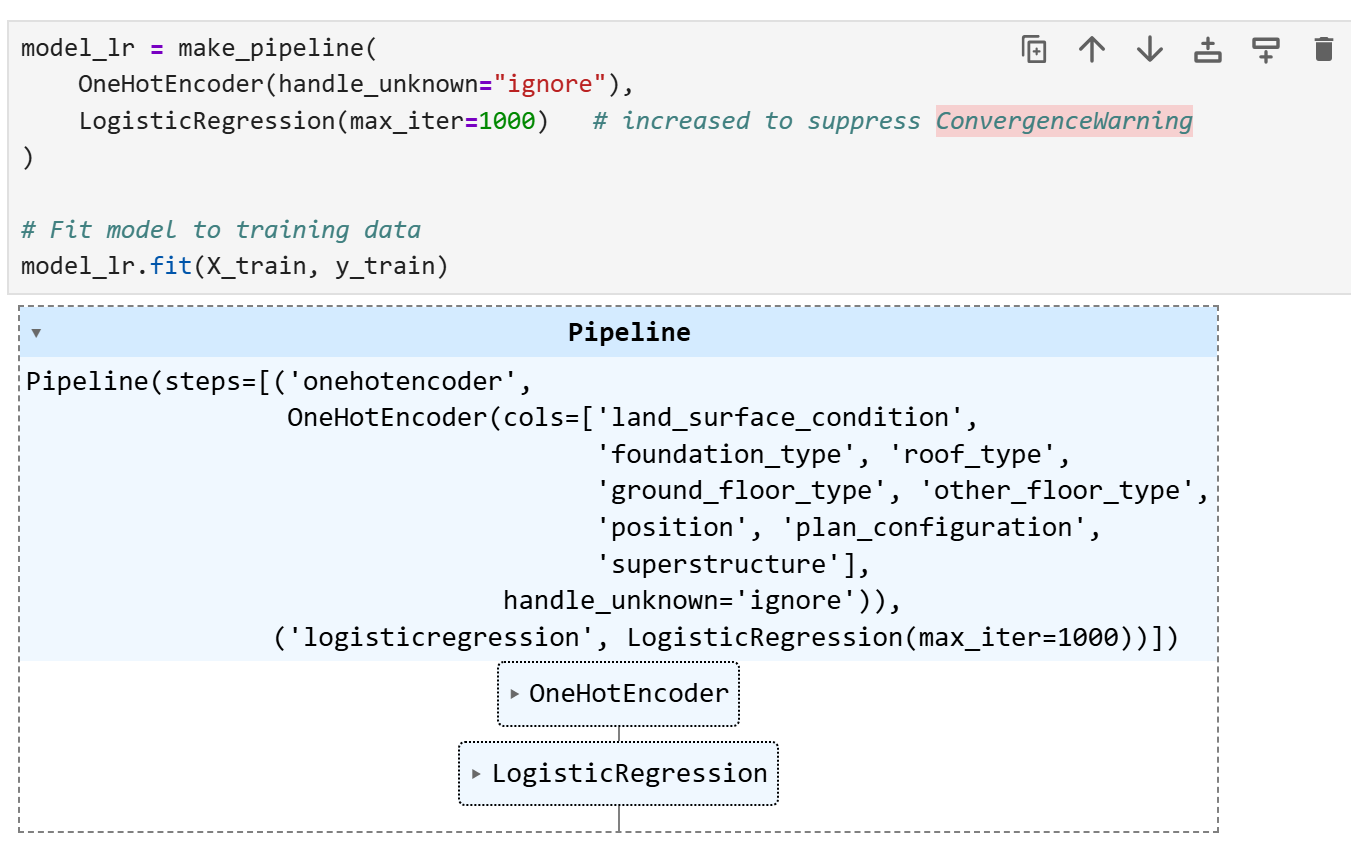 model_lr = make_pipeline(
    OneHotEncoder(handle_unknown="ignore"),
    LogisticRegression(max_iter=1000)   # increased to suppress ConvergenceWarning
)
# Fit model to training data
model_lr.fit(X_train, y_train)
Pipeline
Pipeline(steps=[('onehotencoder',
                 OneHotEncoder(cols=['land_surface_condition',
                                     'foundation_type', 'roof_type',
                                     'ground_floor_type', 'other_floor_type',
                                     'position', 'plan_configuration',
                                     'superstructure'],
                               handle_unknown='ignore')),
                ('logisticregression', LogisticRegression(max_iter=1000))])
OneHotEncoder
LogisticRegression